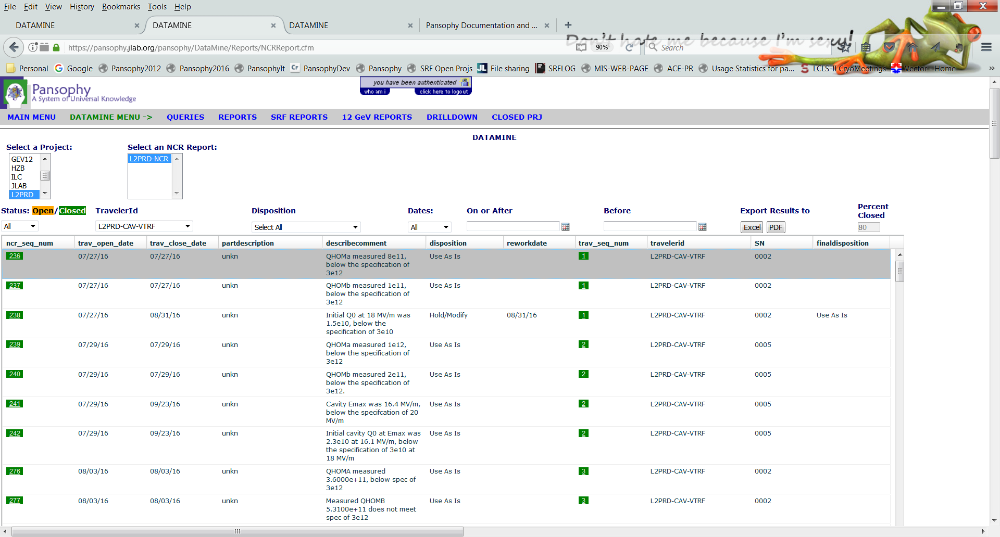 File Edit View History Bookmarks Tools Help
DATAMINE × DATAMINE × DATAMINE × Pansophy Documentation and ... × +
Don't hate me because I'm sexy!
https://pansophy.jlab.org/pansophy/DataMine/Reports/NCRReport.cfm 90% Search
Personal Google Pansophy2012 Pansophy2016 PansophyIt PansophyDev Pansophy SRF Open Projs File sharing SRFLOG MIS-WEB-PAGE ACE-PR Usage Statistics for pa... LCLS-II CryoMeetings Vector - Home »
Pansophy
A System of Universal Knowledge
you have been authenticated
who am i click here to logout
MAIN MENU DATAMINE MENU -> QUERIES REPORTS SRF REPORTS 12 GeV REPORTS DRILLDOWN CLOSED PRJ
DATAMINE
Select a Project: Select an NCR Report:
GEV12 L2PRD-NCR
HZB
ILC
JLAB
L2PRD
Status: Open/Closed TravelerId Disposition Dates: On or After Before Export Results to Percent Closed
All L2PRD-CAV-VTRF Select All All Excel PDF 80
ncr_seq_num trav_open_date trav_close_date partdescription describecomment disposition reworkdate trav_seq_num travelerid SN finaldisposition
236 07/27/16 07/27/16 unkn QHOMa measured 8e11, Use As Is 1 L2PRD-CAV-VTRF 0002
below the specification of
3e12
237 07/27/16 07/27/16 unkn QHOMb measured 1e11, Use As Is 1 L2PRD-CAV-VTRF 0002
below the specification of
3e12
238 07/27/16 08/31/16 unkn Initial Q0 at 18 MV/m was Hold/Modify 08/31/16 1 L2PRD-CAV-VTRF 0002 Use As Is
1.5e10, below the
specification of 3e10
239 07/29/16 07/29/16 unkn QHOMa measured 1e12, Use As Is 2 L2PRD-CAV-VTRF 0005
below the specification of
3e12
240 07/29/16 07/29/16 unkn QHOMb measured 2e11, Use As Is 2 L2PRD-CAV-VTRF 0005
below the specification of
3e12.
241 07/29/16 09/23/16 unkn Cavity Emax was 16.4 MV/m, Use As Is 2 L2PRD-CAV-VTRF 0005
below the specifcation of 20
MV/m
242 07/29/16 09/23/16 unkn Initial cavity Q0 at Emax was Use As Is 2 L2PRD-CAV-VTRF 0005
2.3e10 at 16.1 MV/m, below
the specification of 3e10 at
18 MV/m
276 08/03/16 08/03/16 unkn QHOMA measured Use As Is 3 L2PRD-CAV-VTRF 0002
3.6000e+11, below spec of
3e12
277 08/03/16 08/03/16 unkn Measured QHOMB Use As Is 3 L2PRD-CAV-VTRF 0002
5.3100e+11 does not meet
spec of 3e12